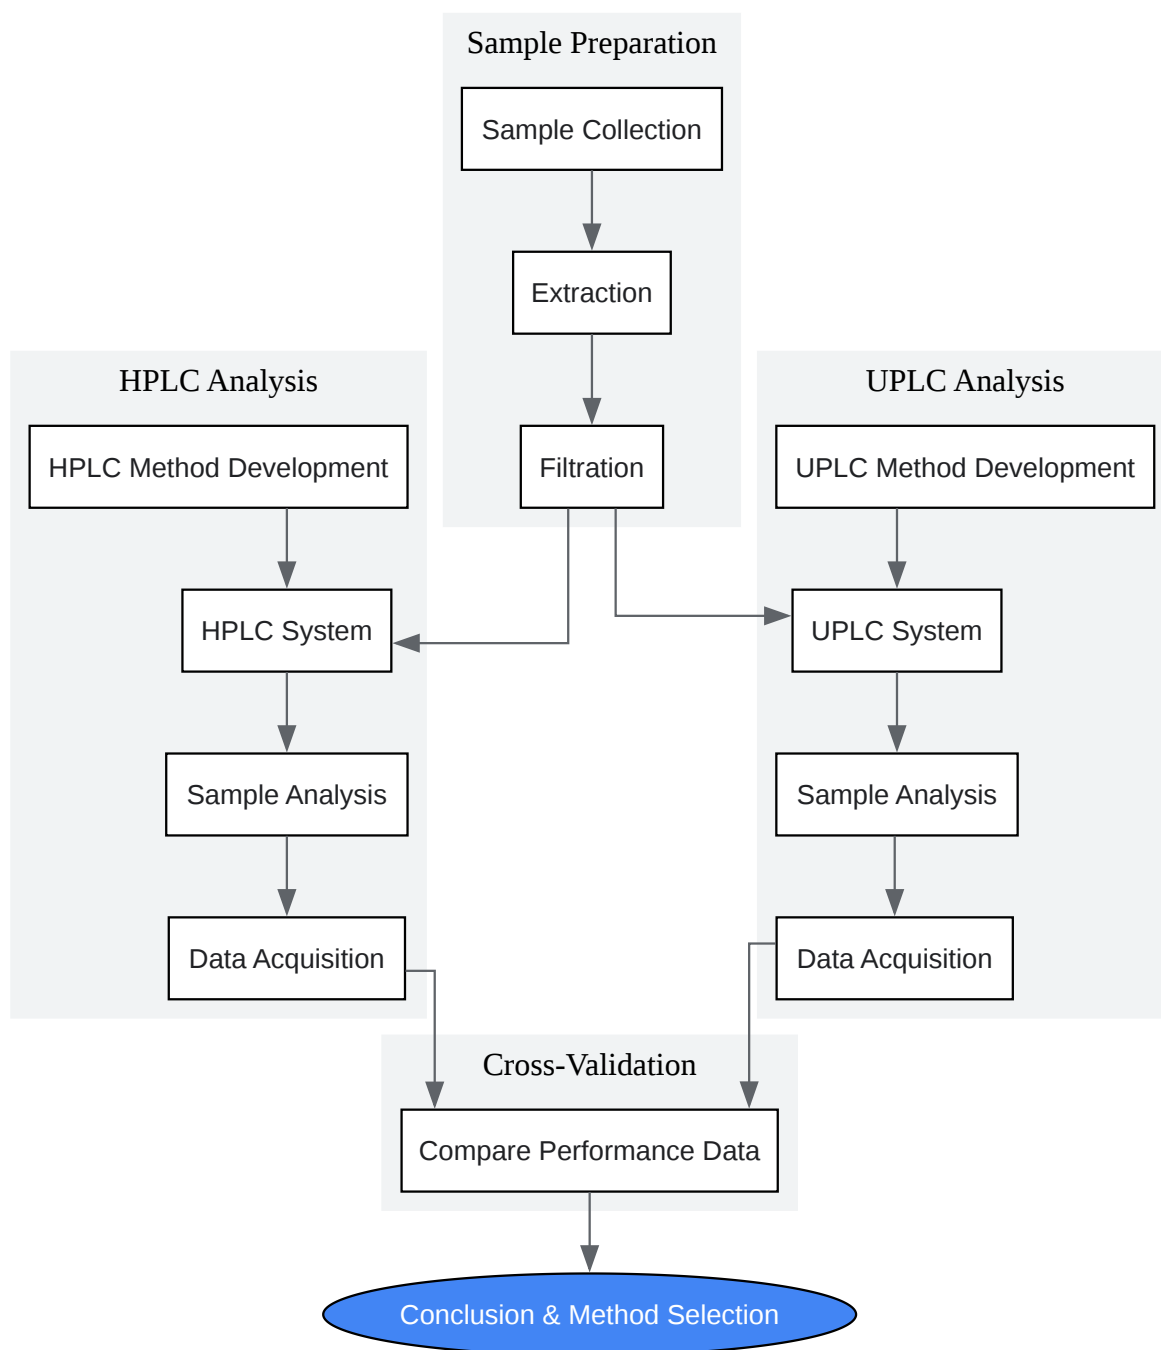 Sample Preparation
Sample Collection
Extraction
Filtration
HPLC Analysis
HPLC Method Development
HPLC System
Sample Analysis
Data Acquisition
UPLC Analysis
UPLC Method Development
UPLC System
Sample Analysis
Data Acquisition
Cross-Validation
Compare Performance Data
Conclusion & Method Selection